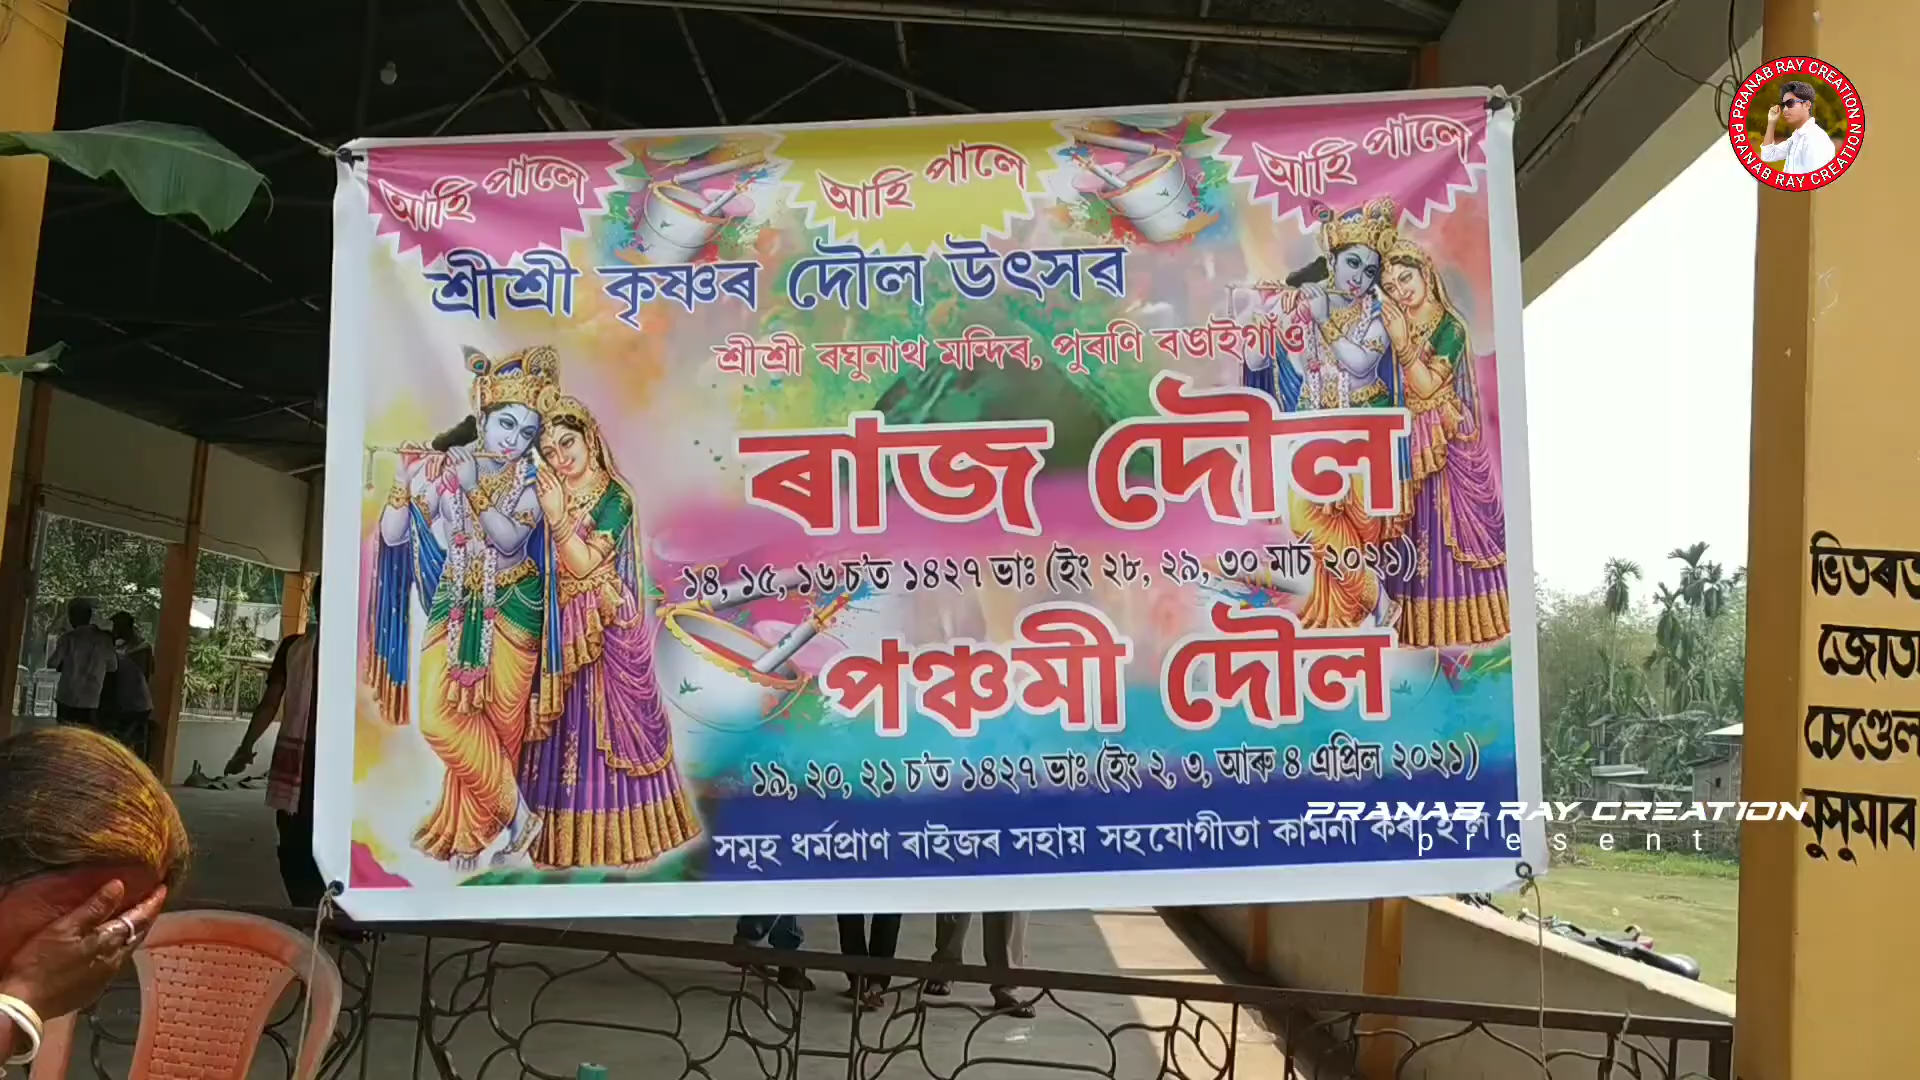 আহি পালে
আহি পালে
আহি পালে
শ্ৰীশ্ৰী কৃষ্ণৰ দৌল উৎসৱ
শ্ৰীশ্ৰী ৰঘুনাথ মন্দিৰ, পুৰণি বঙাইগাঁও
ৰাজ দৌল
১৪, ১৫, ১৬ চ'ত ১৪২৭ ভাঃ (ইং ২৮, ২৯, ৩০ মাৰ্চ ২০২১))
পঞ্চমী দৌল
১৯, ২০, ২১ চ'ত ১৪২৭ ভাঃ (ইং ২, ৩, আৰু ৪ এপ্ৰিল ২০২১)
সমূহ ধৰ্মপ্ৰাণ ৰাইজৰ সহায় সহযোগীতা কামনা কৰা হ'ল।
PRANAB RAY CREATION
present
PRANAB RAY CREATION
PRANAB RAY CREATION
ভিতৰত
জোতা
চেণ্ডেল